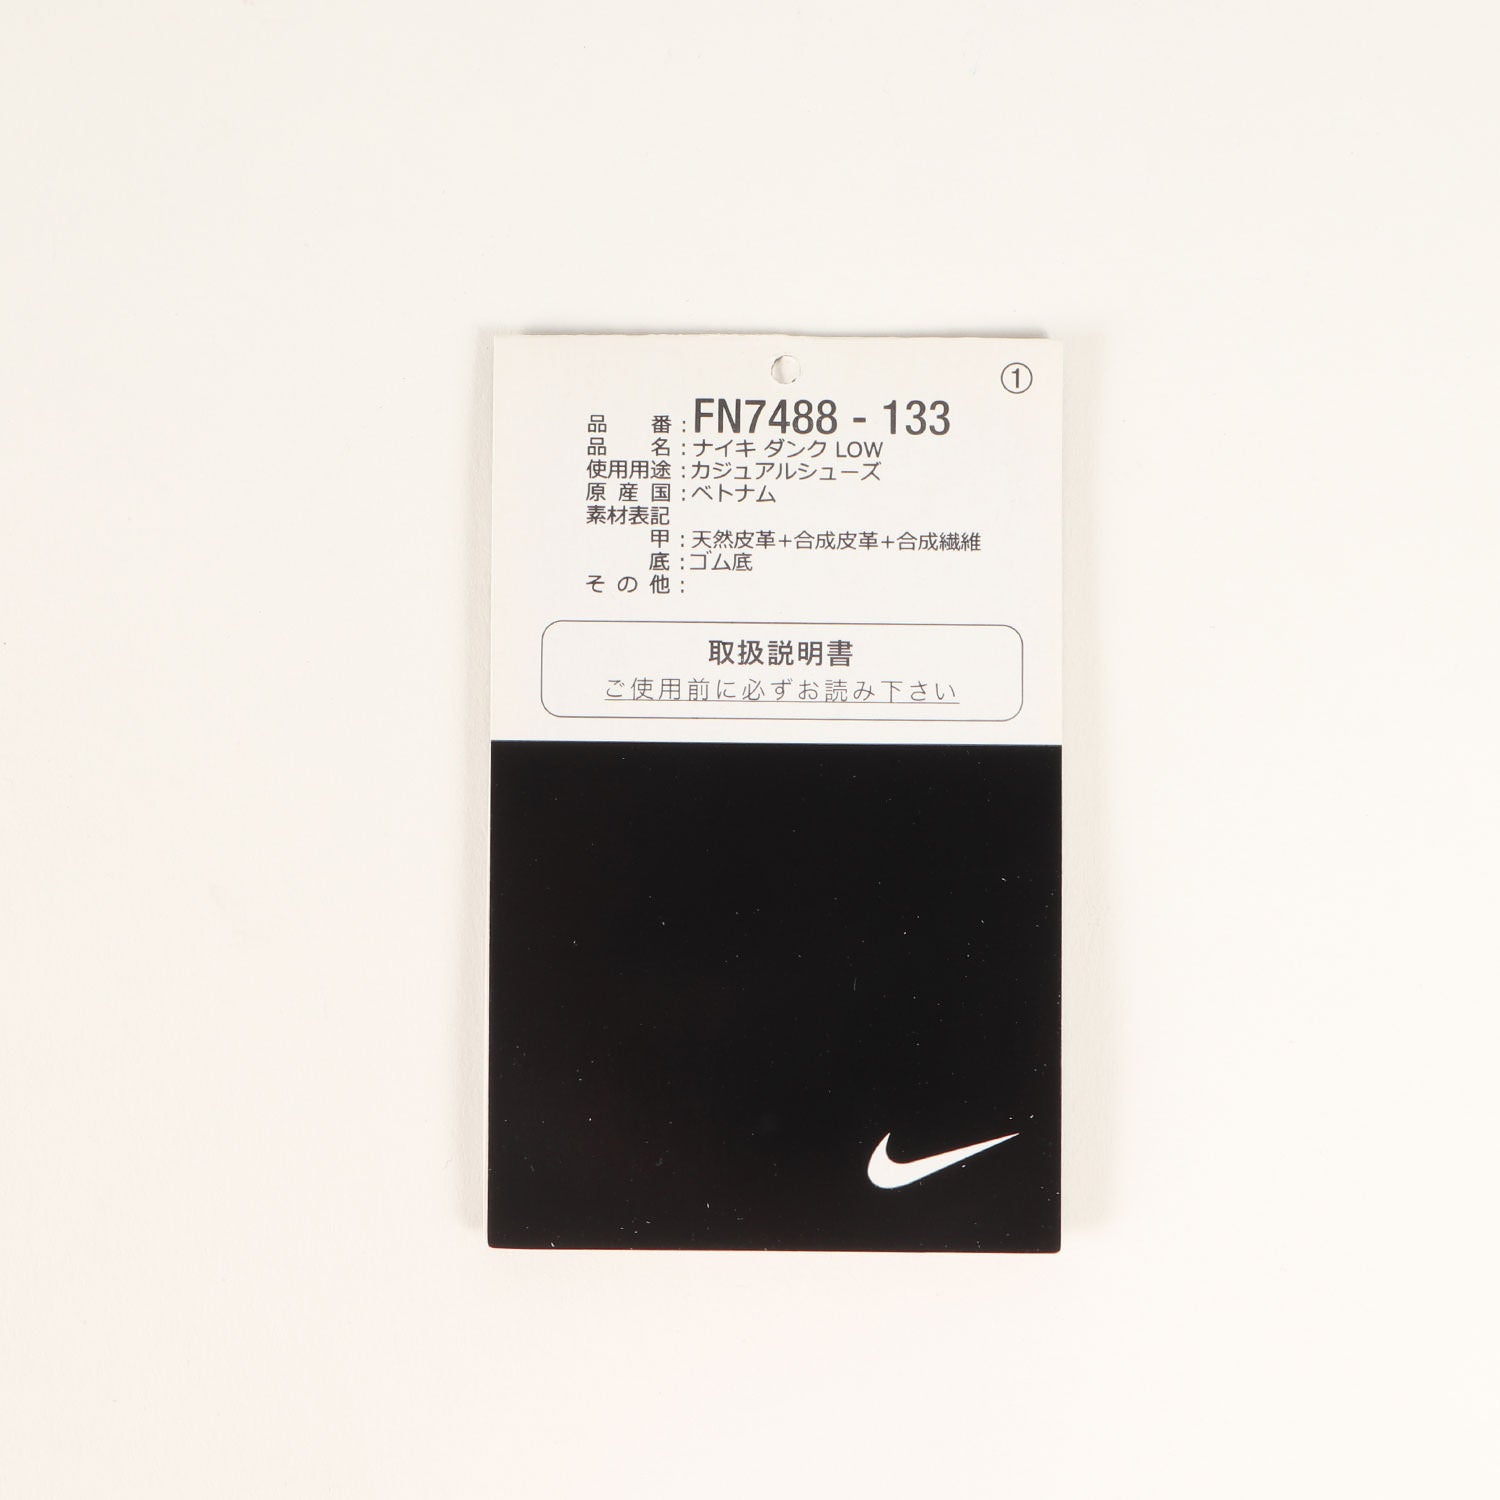 ①
品番:FN7488 - 133
品名:ナイキ ダンク LOW
使用用途:カジュアルシューズ
原産国:ベトナム
素材表記
甲:天然皮革+合成皮革+合成繊維
底:ゴム底
その他:
取扱説明書
ご使用前に必ずお読み下さい